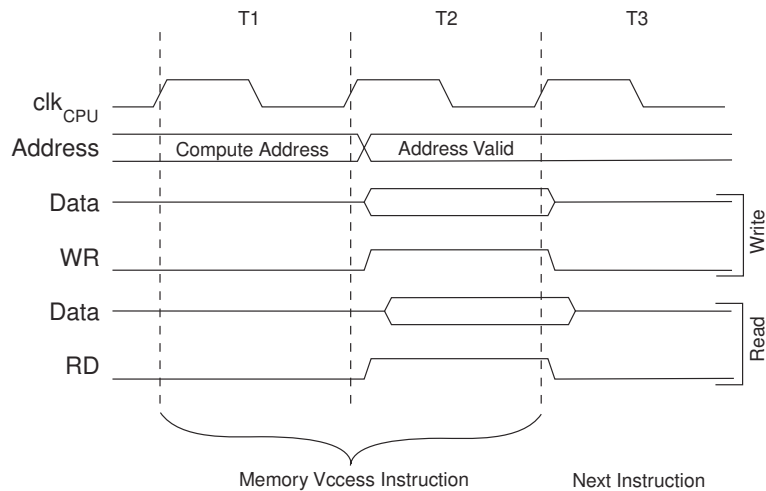 T1 T2 T3
clkCPU
Address Compute Address Address Valid
Data
WR
Write
Data
RD
Read
Memory Vccess Instruction Next Instruction